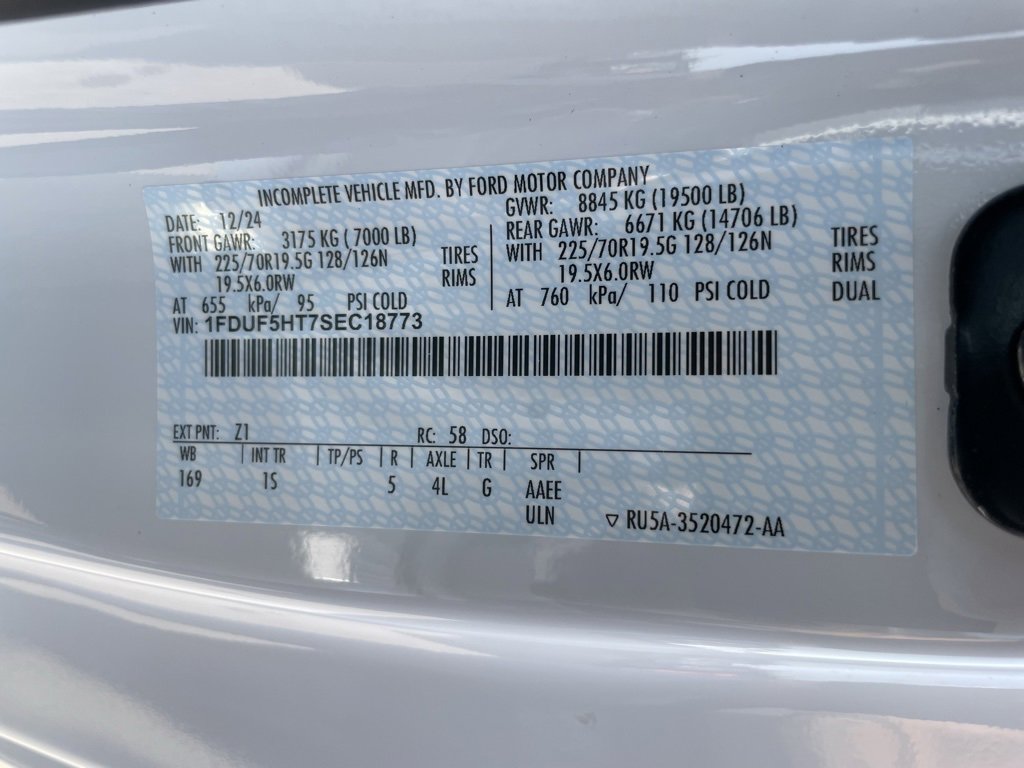 INCOMPLETE VEHICLE MFD. BY FORD MOTOR COMPANY
DATE: 12/24
GVWR: 8845 KG (19500 LB)
FRONT GAWR: 3175 KG ( 7000 LB)
REAR GAWR: 6671 KG (14706 LB)
WITH 225/70R19.5G 128/126N TIRES
19.5X6.0RW RIMS
AT 655 kPa/ 95 PSI COLD
WITH 225/70R19.5G 128/126N TIRES
19.5X6.0RW RIMS
AT 760 kPa/ 110 PSI COLD DUAL
VIN: 1FDUF5HT7SEC18773
EXT PNT: Z1 RC: 58 DSO:
WB | INT TR | TP/PS | R | AXLE | TR | SPR |
169 1S 5 4L G AAEE
ULN ▽ RU5A-3520472-AA